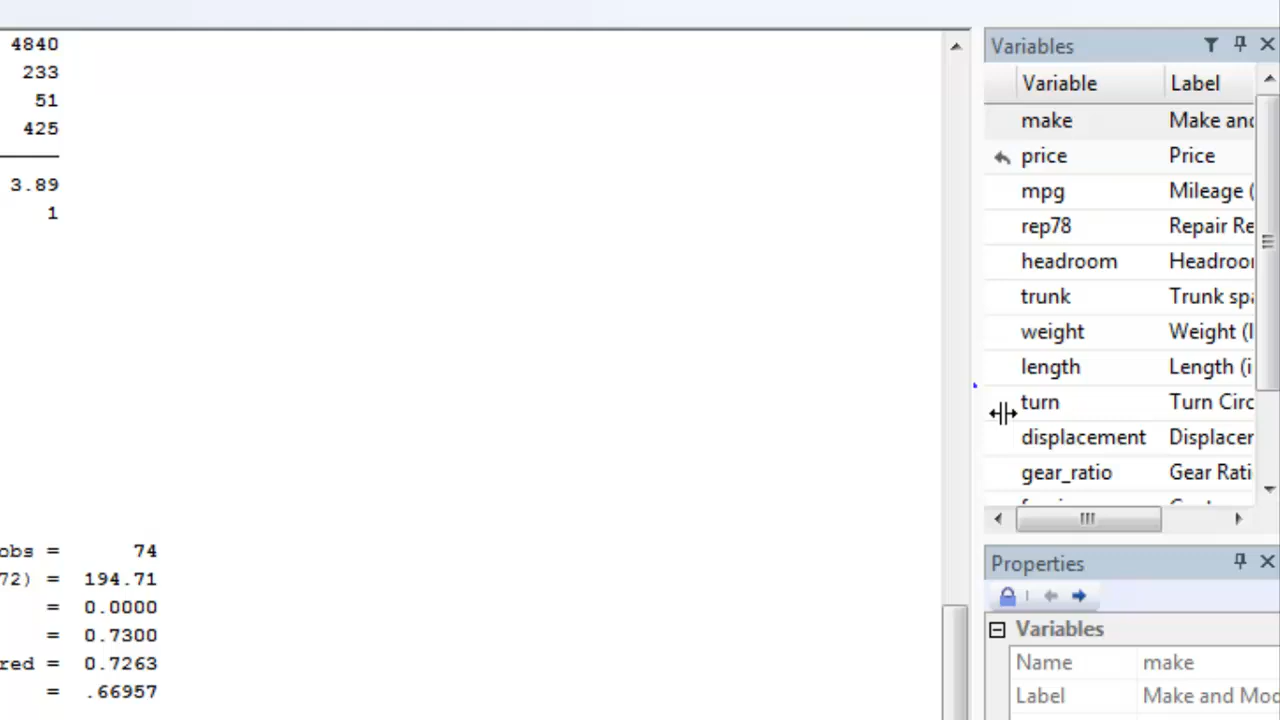 4840
233
51
425
3.89
1
obs = 74
72) = 194.71
= 0.0000
= 0.7300
red = 0.7263
= .66957
Variables
Variable Label
make Make and
price Price
mpg Mileage (
rep78 Repair Re
headroom Headroor
trunk Trunk spa
weight Weight (l
length Length (i
turn Turn Circ
displacement Displacer
gear_ratio Gear Rati
Properties
Variables
Name make
Label Make and Mod